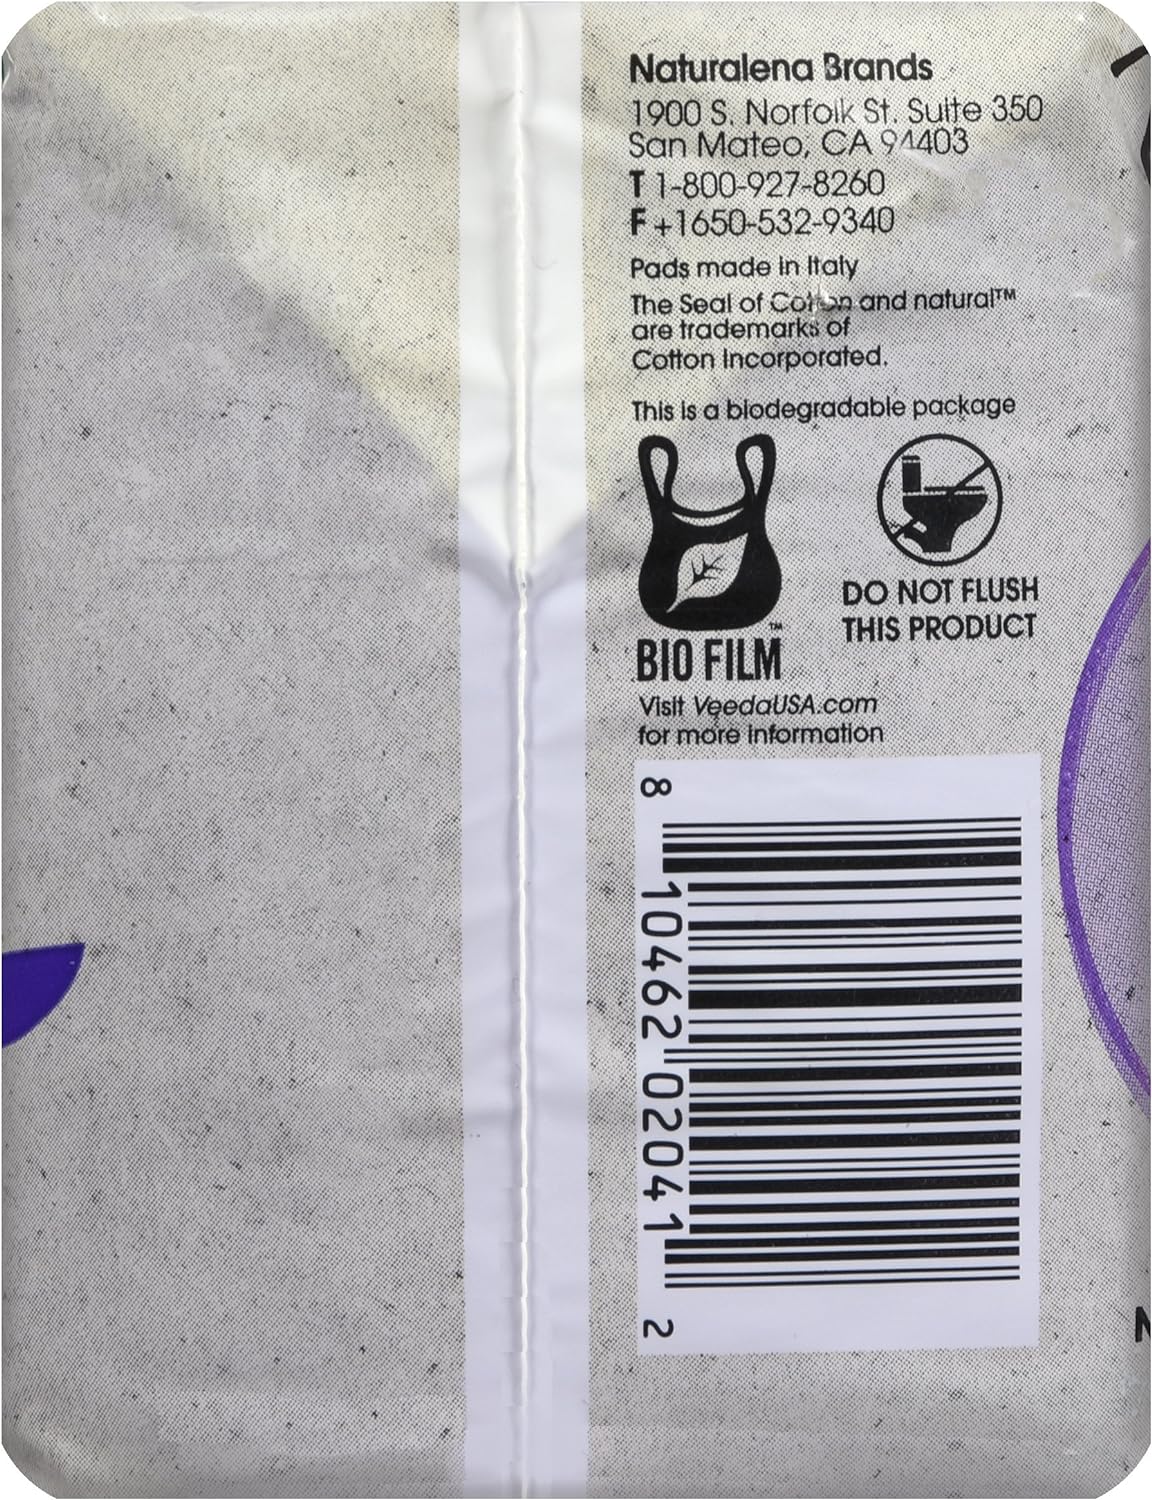 Naturalena Brands
1900 S. Norfolk St. Suite 350
San Mateo, CA 94403
T 1-800-927-8260
F +1650-532-9340
Pads made in Italy
The Seal of Cotton and natural™
are trademarks of
Cotton Incorporated.
This is a biodegradable package
BIO FILM™
DO NOT FLUSH
THIS PRODUCT
Visit VeedaUSA.com
for more information
8 10462 02041 2